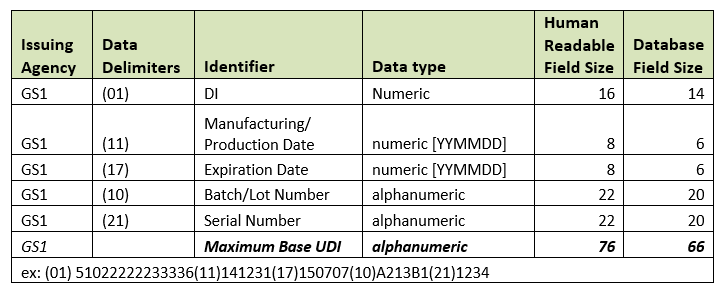 Issuing Agency | Data Delimiters | Identifier | Data type | Human Readable Field Size | Database Field Size
GS1 | (01) | DI | Numeric | 16 | 14
GS1 | (11) | Manufacturing/ Production Date | numeric [YYMMDD] | 8 | 6
GS1 | (17) | Expiration Date | numeric [YYMMDD] | 8 | 6
GS1 | (10) | Batch/Lot Number | alphanumeric | 22 | 20
GS1 | (21) | Serial Number | alphanumeric | 22 | 20
GS1 | | Maximum Base UDI | alphanumeric | 76 | 66
ex: (01) 51022222233336(11)141231(17)150707(10)A213B1(21)1234